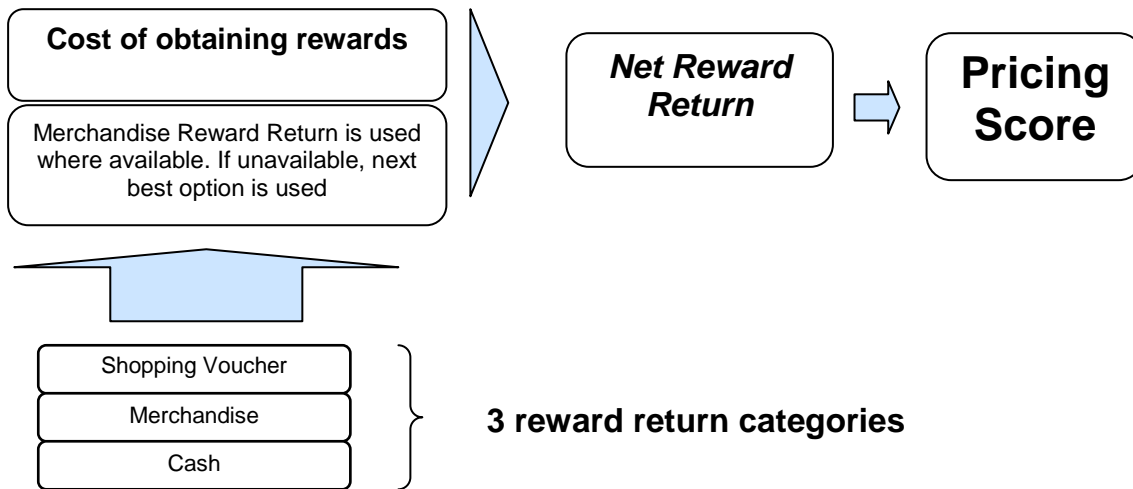 Cost of obtaining rewards
Merchandise Reward Return is used
where available. If unavailable, next
best option is used
Net Reward
Return
Pricing
Score
Shopping Voucher
Merchandise
Cash
3 reward return categories